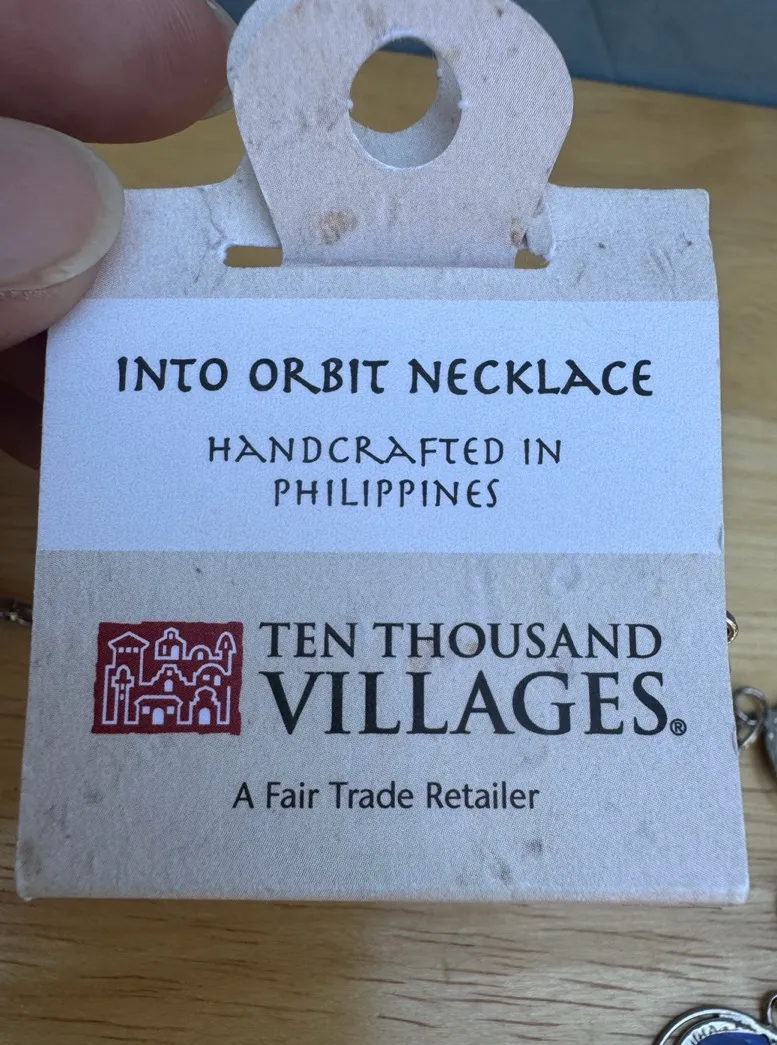 INTO ORBIT NECKLACE
HANDCRAFTED IN
PHILIPPINES
TEN THOUSAND
VILLAGES®
A Fair Trade Retailer